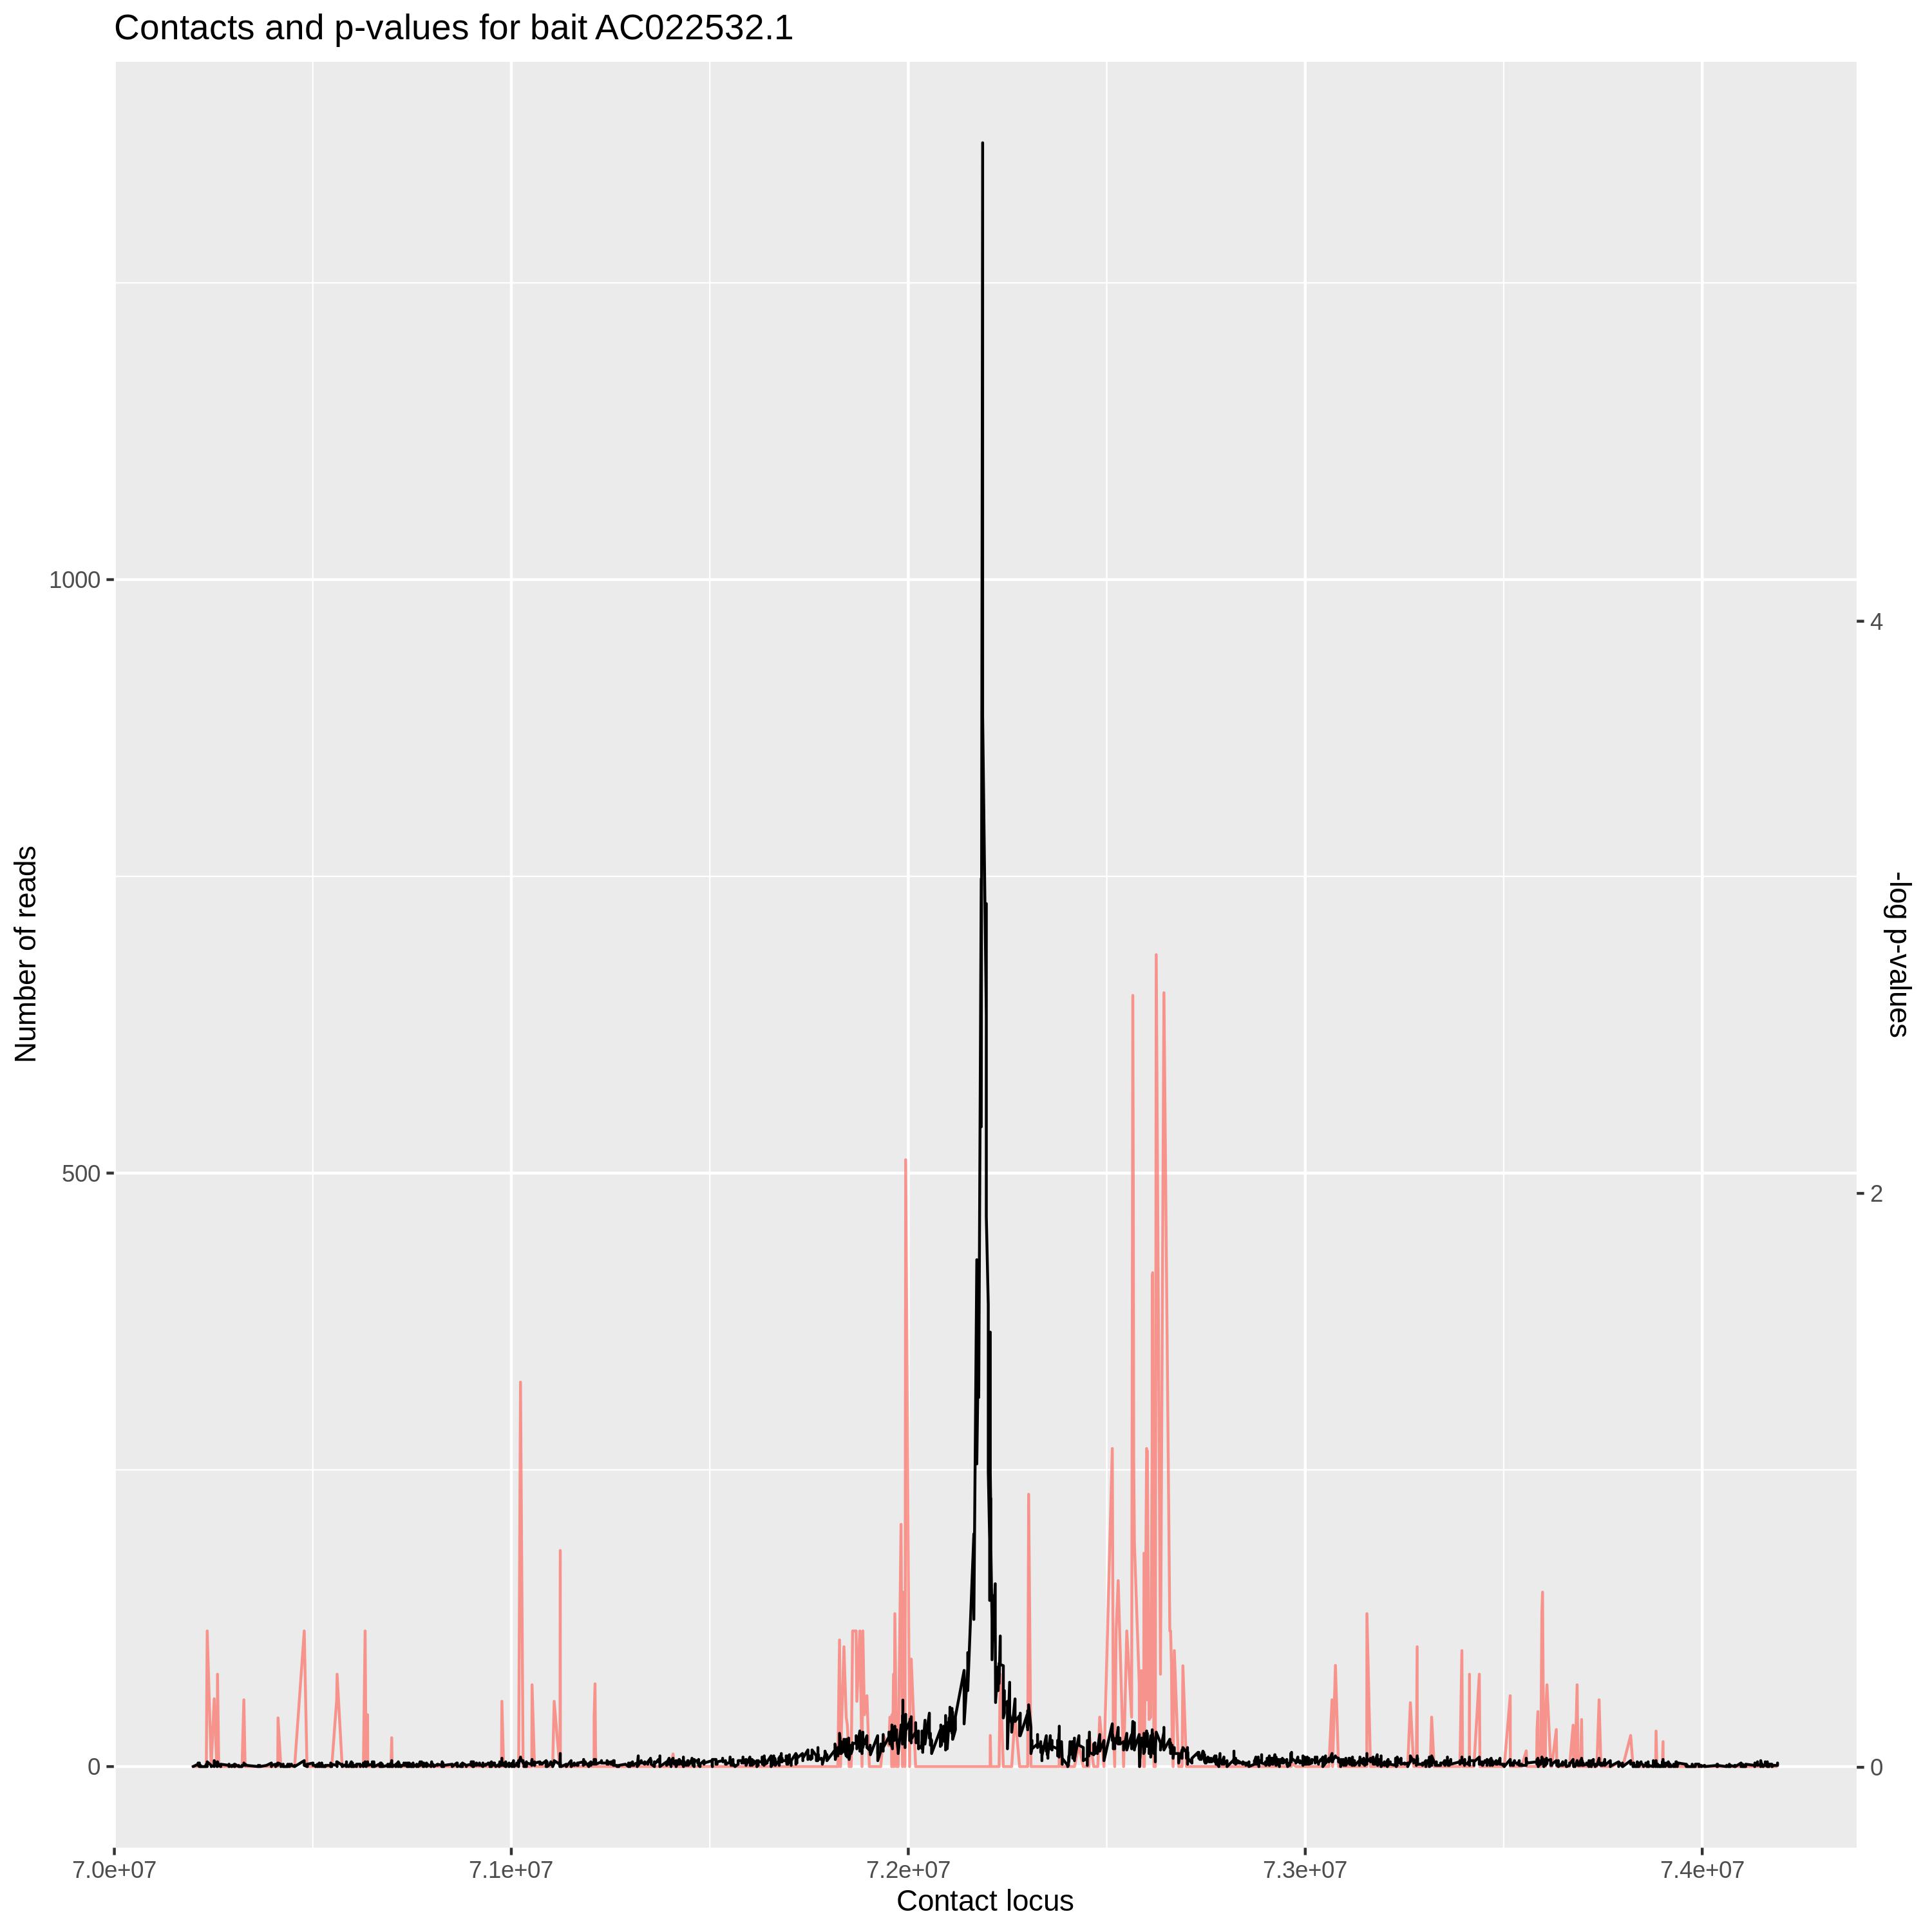 Contacts and p-values for bait AC022532.1
Number of reads
1000
500
0
4
2
0
-log p-values
7.0e+07
7.1e+07
7.2e+07
7.3e+07
7.4e+07
Contact locus